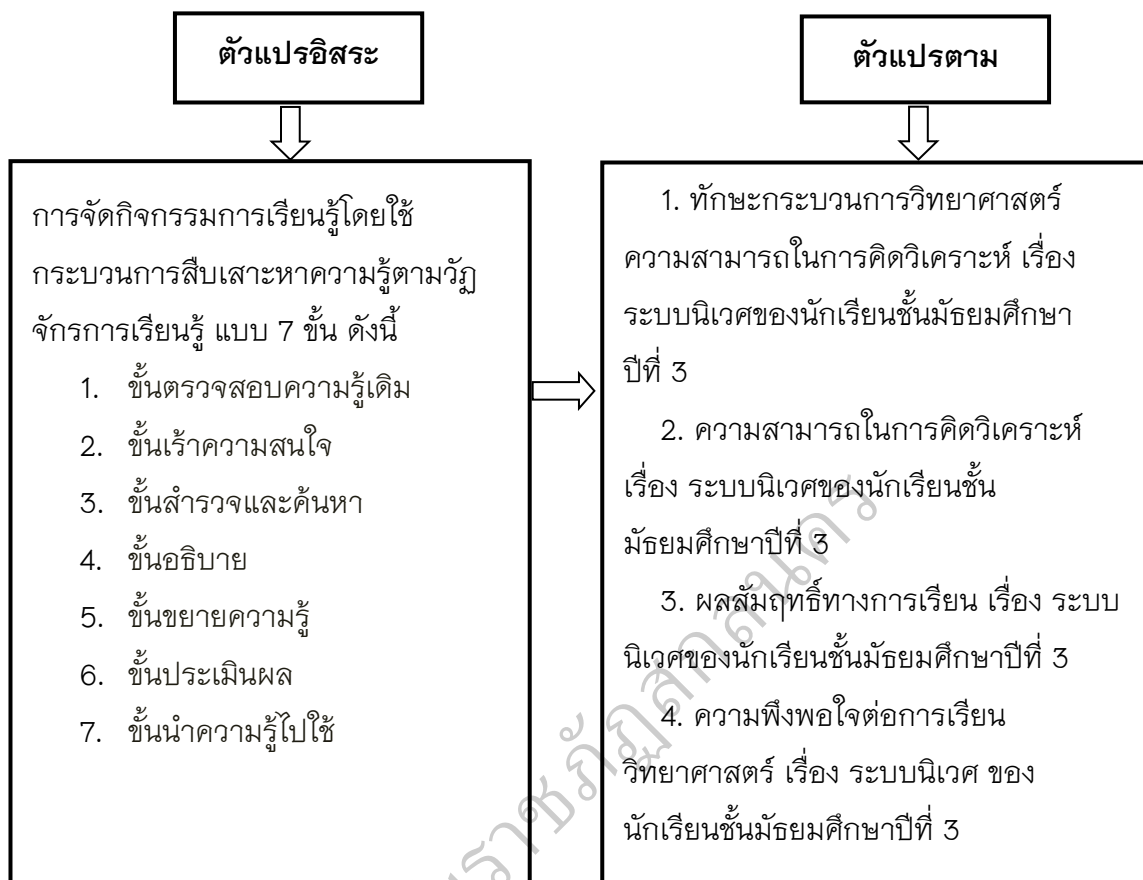 ตัวแปรอิสระ
ตัวแปรตาม
การจัดกิจกรรมการเรียนรู้โดยใช้
กระบวนการสืบเสาะหาความรู้ตามวัฏ
จักรการเรียนรู้ แบบ 7 ขั้น ดังนี้
1. ขั้นตรวจสอบความรู้เดิม
2. ขั้นเร้าความสนใจ
3. ขั้นสำรวจและค้นหา
4. ขั้นอธิบาย
5. ขั้นขยายความรู้
6. ขั้นประเมินผล
7. ขั้นนำความรู้ไปใช้
1. ทักษะกระบวนการวิทยาศาสตร์
ความสามารถในการคิดวิเคราะห์ เรื่อง
ระบบนิเวศของนักเรียนชั้นมัธยมศึกษา
ปีที่ 3
2. ความสามารถในการคิดวิเคราะห์
เรื่อง ระบบนิเวศของนักเรียนชั้น
มัธยมศึกษาปีที่ 3
3. ผลสัมฤทธิ์ทางการเรียน เรื่อง ระบบ
นิเวศของนักเรียนชั้นมัธยมศึกษาปีที่ 3
4. ความพึงพอใจต่อการเรียน
วิทยาศาสตร์ เรื่อง ระบบนิเวศ ของ
นักเรียนชั้นมัธยมศึกษาปีที่ 3
ราชภัฏสกลนคร